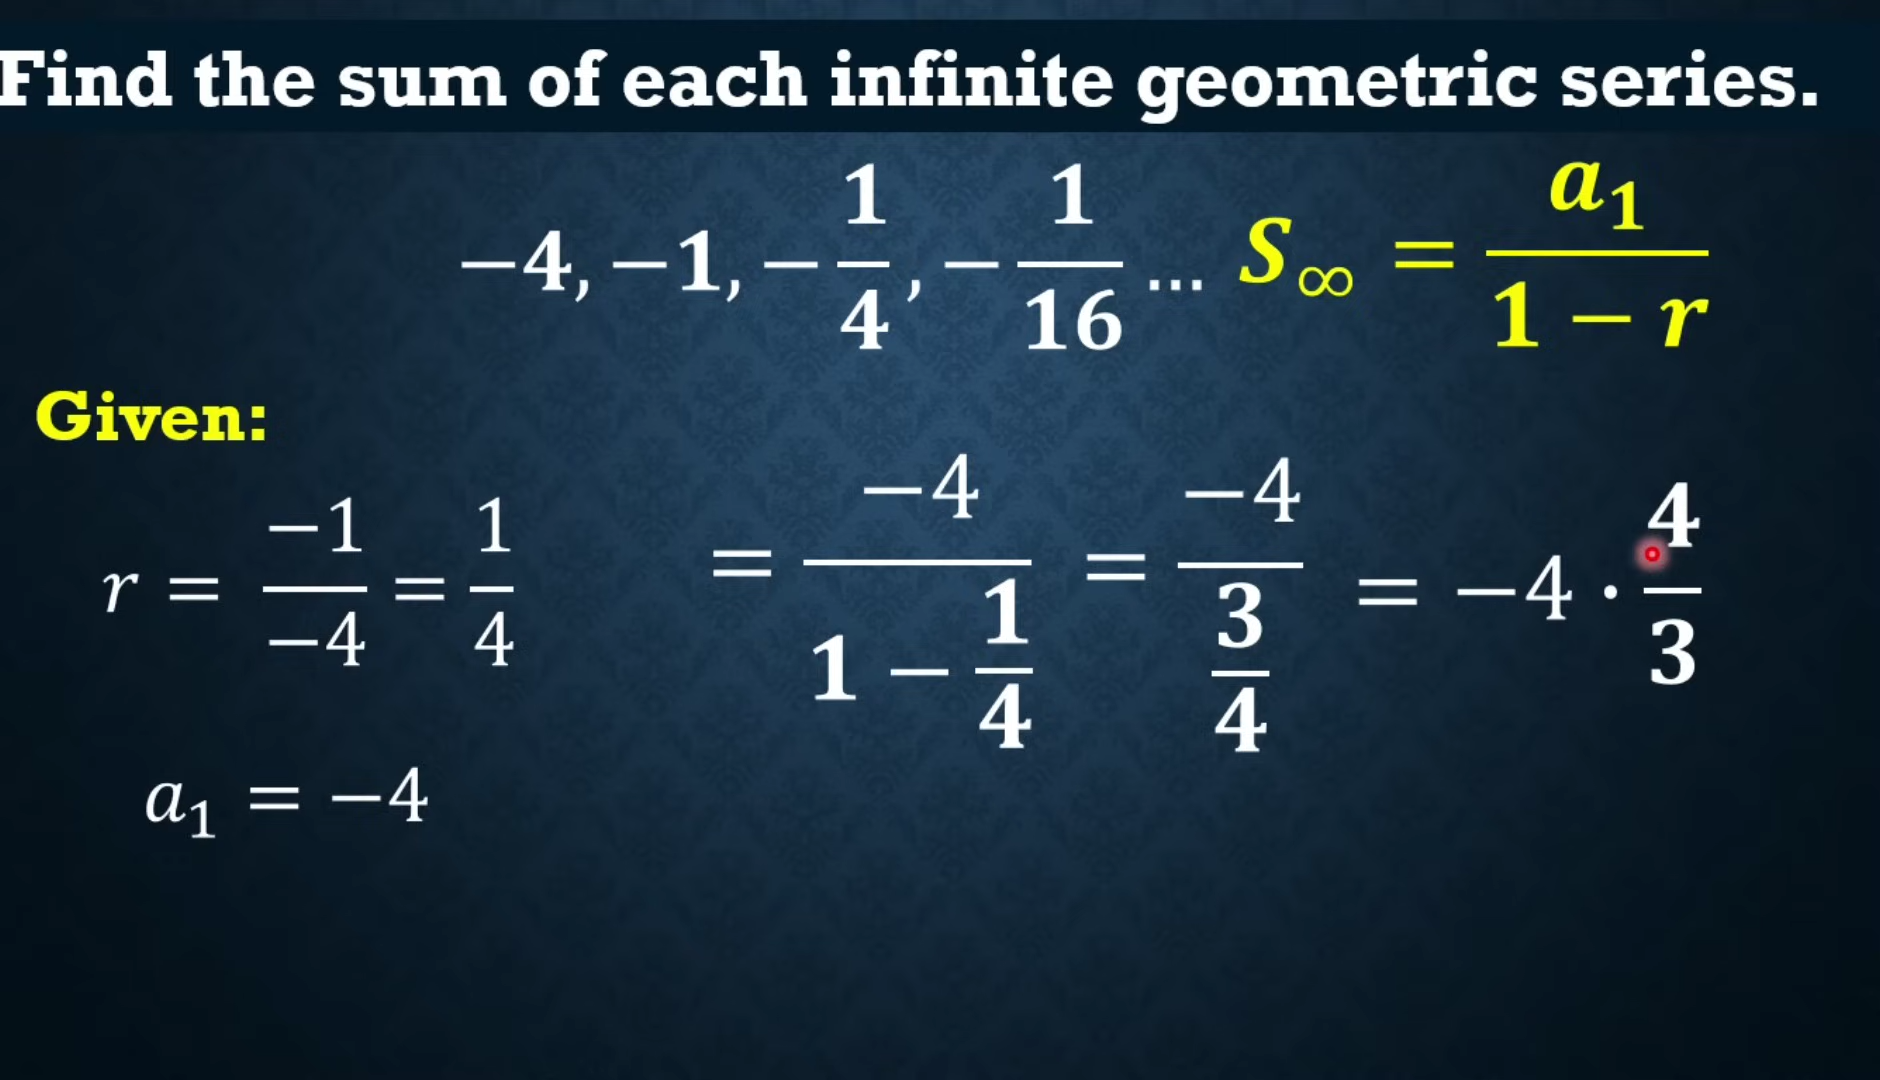 Find the sum of each infinite geometric series.
−4, −1, −1/4, −1/16 ... S∞ = a₁/(1 − r)
Given:
r = −1/−4 = 1/4
= −4/(1 − 1/4) = −4/(3/4) = −4 · 4/3
a₁ = −4